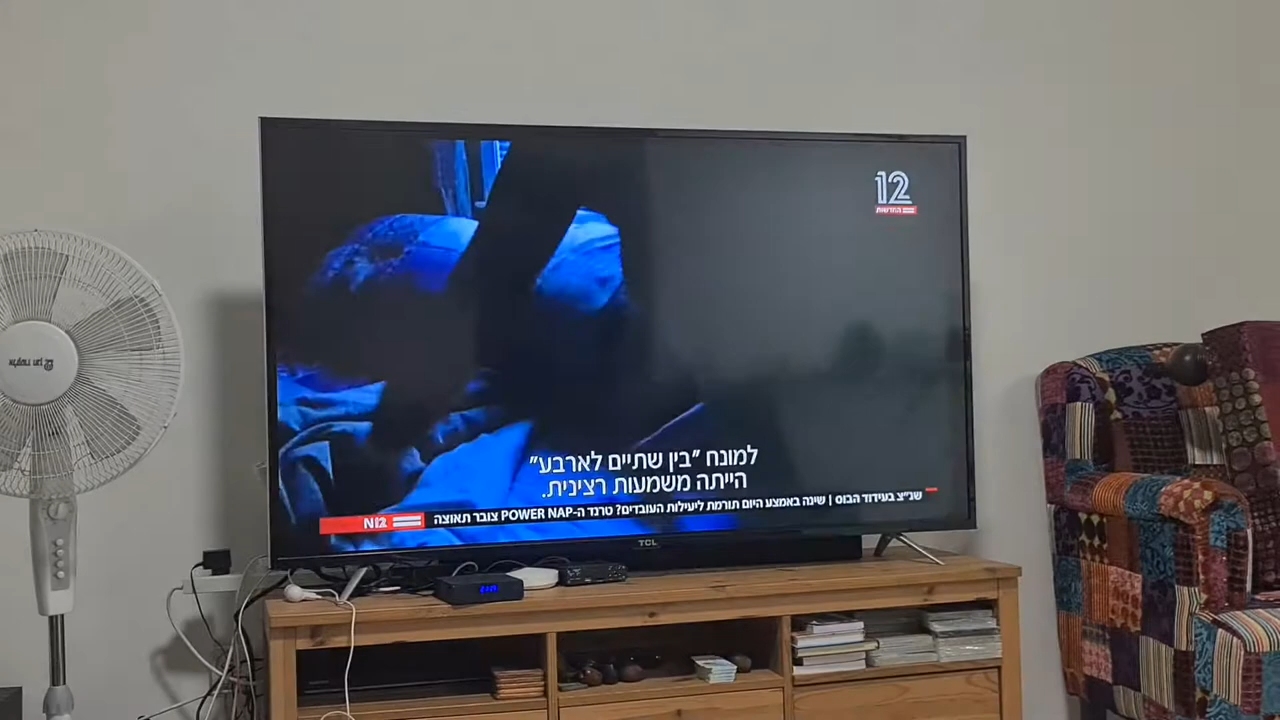 12
החדשות
למונח "בין שתיים לארבע"
הייתה משמעות רצינית.
שנ"צ בעידוד הבוס | שינה באמצע היום תורמת ליעילות העובדים? טרנד ה-POWER NAP צובר תאוצה
N12
TCL